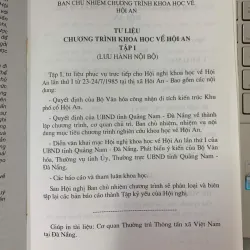 BAN CHỦ NHIỆM CHƯƠNG TRÌNH KHOA HỌC VỀ
HỘI AN
TƯ LIỆU
CHƯƠNG TRÌNH KHOA HỌC VỀ HỘI AN
TẬP I
(LƯU HÀNH NỘI BỘ)
Tập I, tư liệu phục vụ trực tiếp cho Hội nghị khoa học về Hội
An lần thứ I từ 23-24/7/1985 tại xã Hội An - Bao gồm các nội
dung:
- Quyết định của Bộ Văn hóa công nhận di tích kiến trúc Khu
phố cổ Hội An.
- Quyết định của UBND tỉnh Quảng Nam - Đà Nẵng về thành
lập chương trình, cơ quan chủ trì, Ban chủ nhiệm, nhiệm vụ nội
dung mục tiêu chương trình nghiên cứu về Hội An.
- Diễn văn khai mạc Hội nghị khoa học về Hội An lần thứ I của
UBND tỉnh Quảng Nam - Đà Nẵng. Phát biểu ý kiến của Bộ Văn
hóa, Thường vụ tỉnh Ủy, Thường trực UBND tỉnh Quảng Nam -
Đà Nẵng.
- Các báo cáo và tham luận khoa học.
Sau Hội nghị Ban chủ nhiệm chương trình sẽ phân loại và biên
tập lại các bản báo cáo thành Tập kỷ yếu của Hội nghị.
Giúp in tài liệu: Cơ quan Thường trú Thông tấn xã Việt Nam
tại Đà Nẵng.